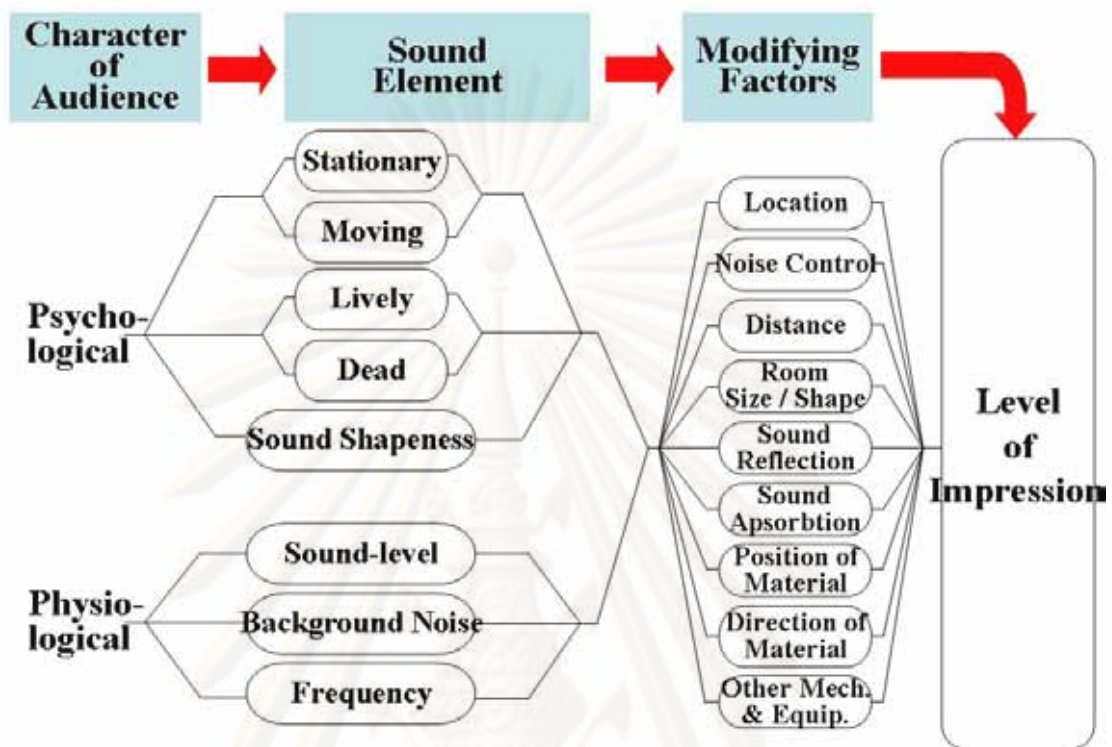 Character
of
Audience
Sound
Element
Modifying
Factors
Stationary
Moving
Lively
Dead
Sound Shapeness
Psycho-
logical
Sound-level
Background Noise
Frequency
Physio-
logical
Location
Noise Control
Distance
Room
Size / Shape
Sound
Reflection
Sound
Apsorbtion
Position of
Material
Direction of
Material
Other Mech.
& Equip.
Level
of
Impression